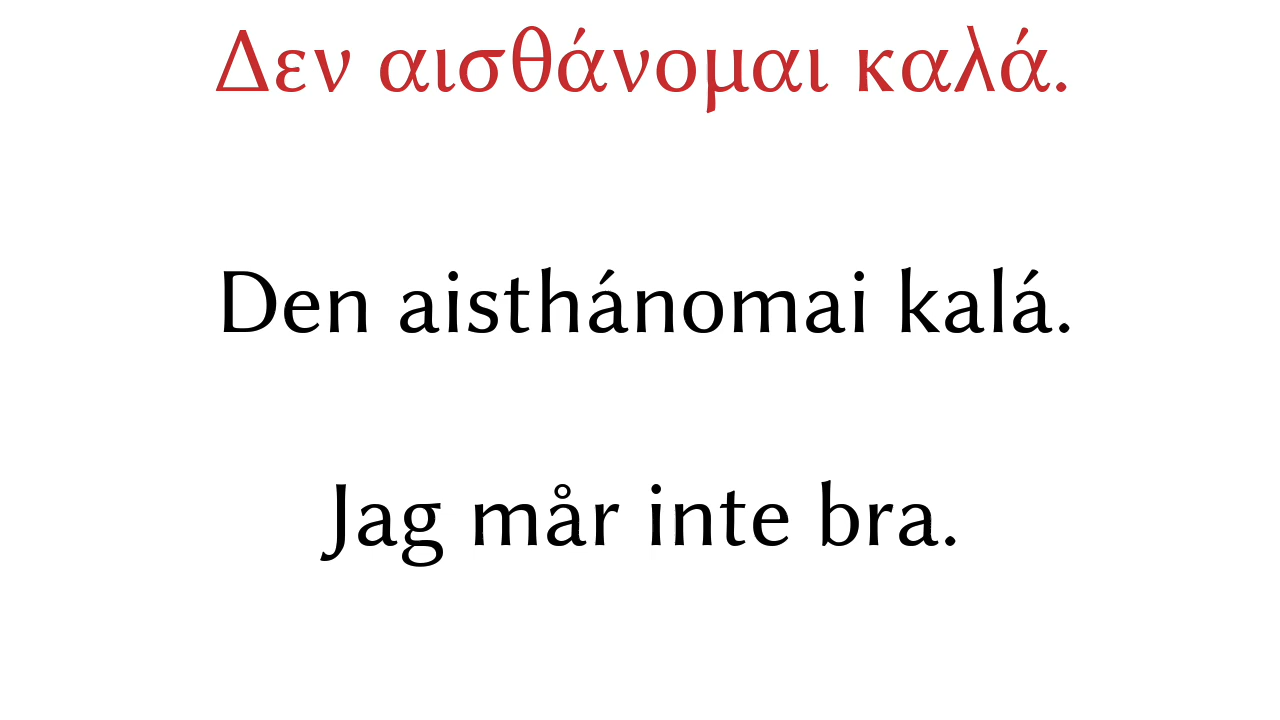 Δεν αισθάνομαι καλά.
Den aisthánomai kalá.
Jag mår inte bra.